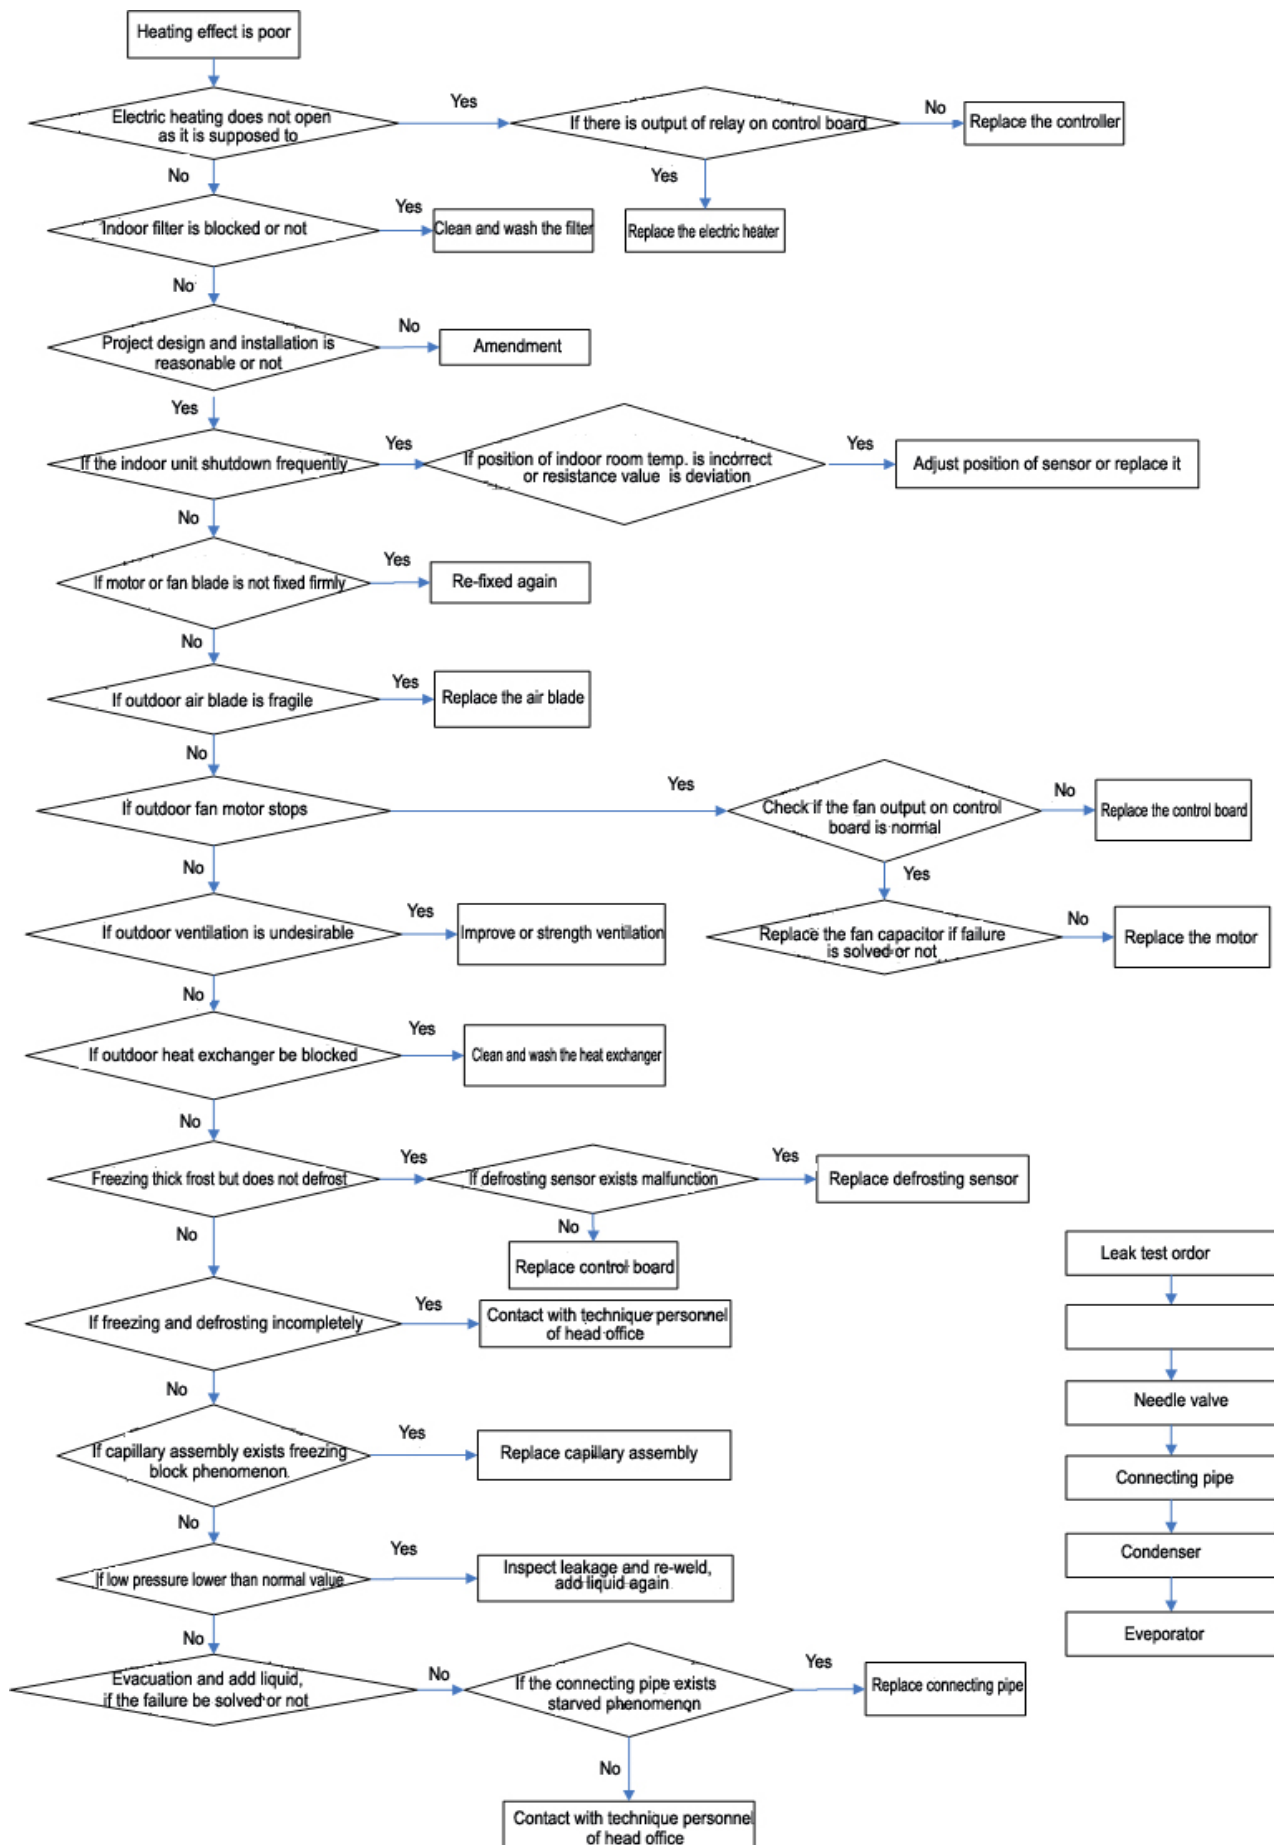 Heating effect is poor
Electric heating does not open
as it is supposed to
Yes
If there is output of relay on control board
No
Replace the controller
No
Yes
Indoor filter is blocked or not
Yes
Clean and wash the filter
Replace the electric heater
No
Project design and installation is
reasonable or not
No
Amendment
Yes
If the indoor unit shutdown frequently
Yes
If position of indoor room temp. is incorrect
or resistance value is deviation
Yes
Adjust position of sensor or replace it
No
If motor or fan blade is not fixed firmly
Yes
Re-fixed again
No
If outdoor air blade is fragile
Yes
Replace the air blade
No
If outdoor fan motor stops
Yes
Check if the fan output on control
board is normal
No
Replace the control board
No
Yes
If outdoor ventilation is undesirable
Yes
Improve or strength ventilation
Replace the fan capacitor if failure
is solved or not
No
Replace the motor
No
If outdoor heat exchanger be blocked
Yes
Clean and wash the heat exchanger
No
Freezing thick frost but does not defrost
Yes
If defrosting sensor exists malfunction
Yes
Replace defrosting sensor
No
No
Replace control board
Leak test ordor
If freezing and defrosting incompletely
Yes
Contact with technique personnel
of head office
No
Needle valve
If capillary assembly exists freezing
block phenomenon.
Yes
Replace capillary assembly
Connecting pipe
No
Condenser
If low pressure lower than normal value
Yes
Inspect leakage and re-weld,
add liquid again
No
Eveporator
Evacuation and add liquid,
if the failure be solved or not
No
If the connecting pipe exists
starved phenomenon
Yes
Replace connecting pipe
No
Contact with technique personnel
of head office